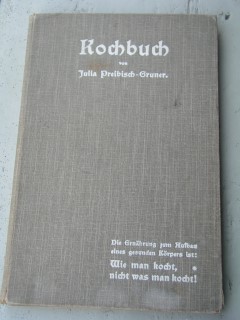 Kochbuch
von
Julia Preibisch-Gruner.
Die Ernährung zum Aufbau
eines gesunden Körpers ist:
Wie man kocht,
nicht was man kocht!